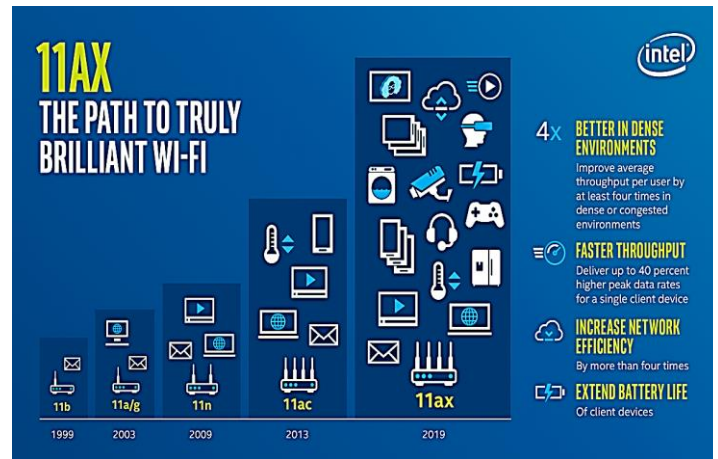 11AX
THE PATH TO TRULY
BRILLIANT WI-FI
intel
4x BETTER IN DENSE
ENVIRONMENTS
Improve average
throughput per user by
at least four times in
dense or congested
environments
FASTER THROUGHPUT
Deliver up to 40 percent
higher peak data rates
for a single client device
INCREASE NETWORK
EFFICIENCY
By more than four times
EXTEND BATTERY LIFE
Of client devices
11b 11a/g 11n 11ac 11ax
1999 2003 2009 2013 2019